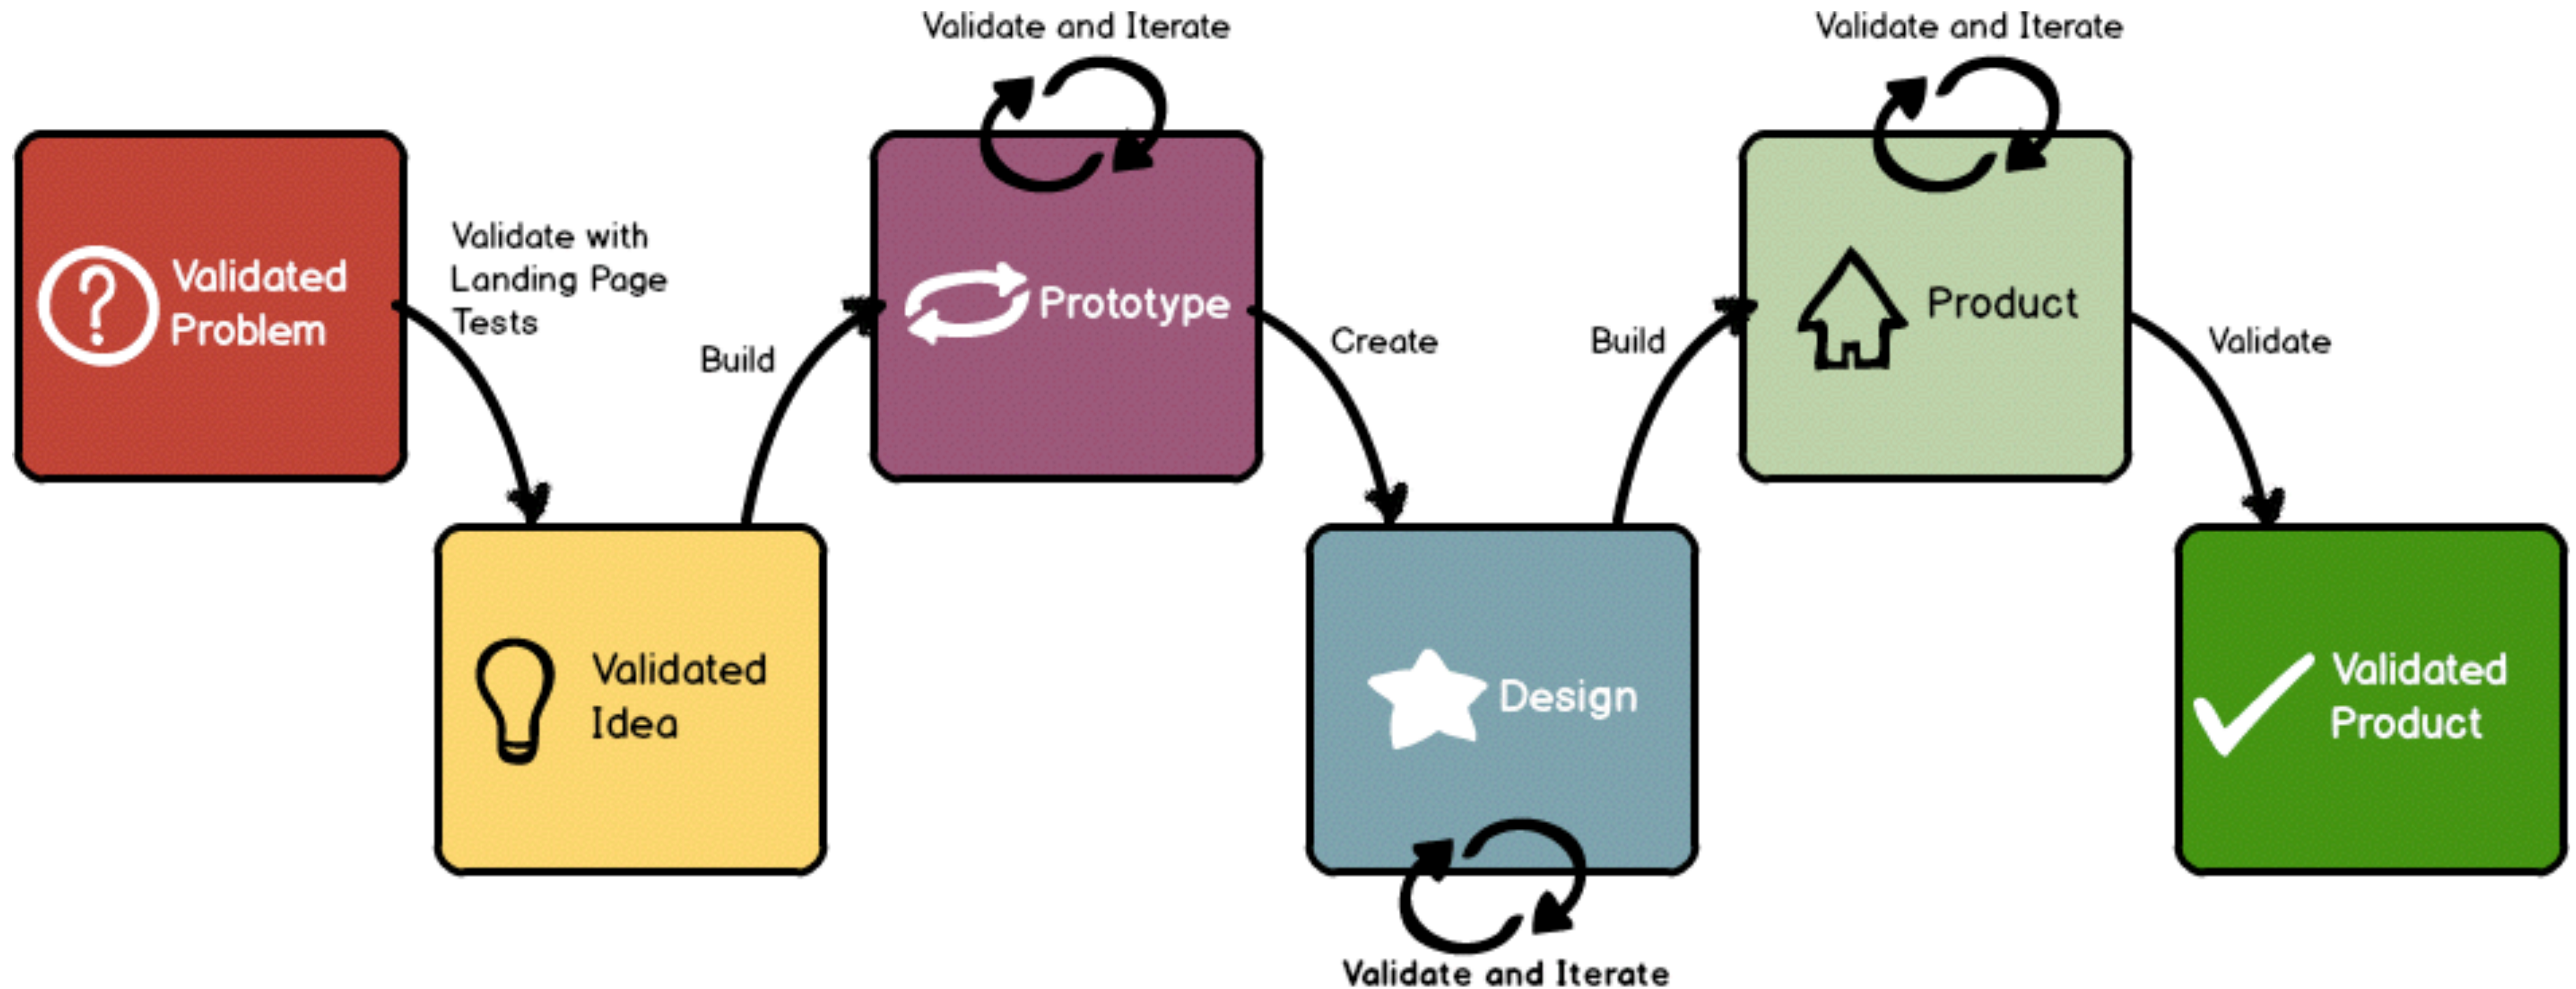 Validated
Problem
Validate with
Landing Page
Tests
Validated
Idea
Build
Validate and Iterate
Prototype
Create
Design
Validate and Iterate
Build
Validate and Iterate
Product
Validate
Validated
Product